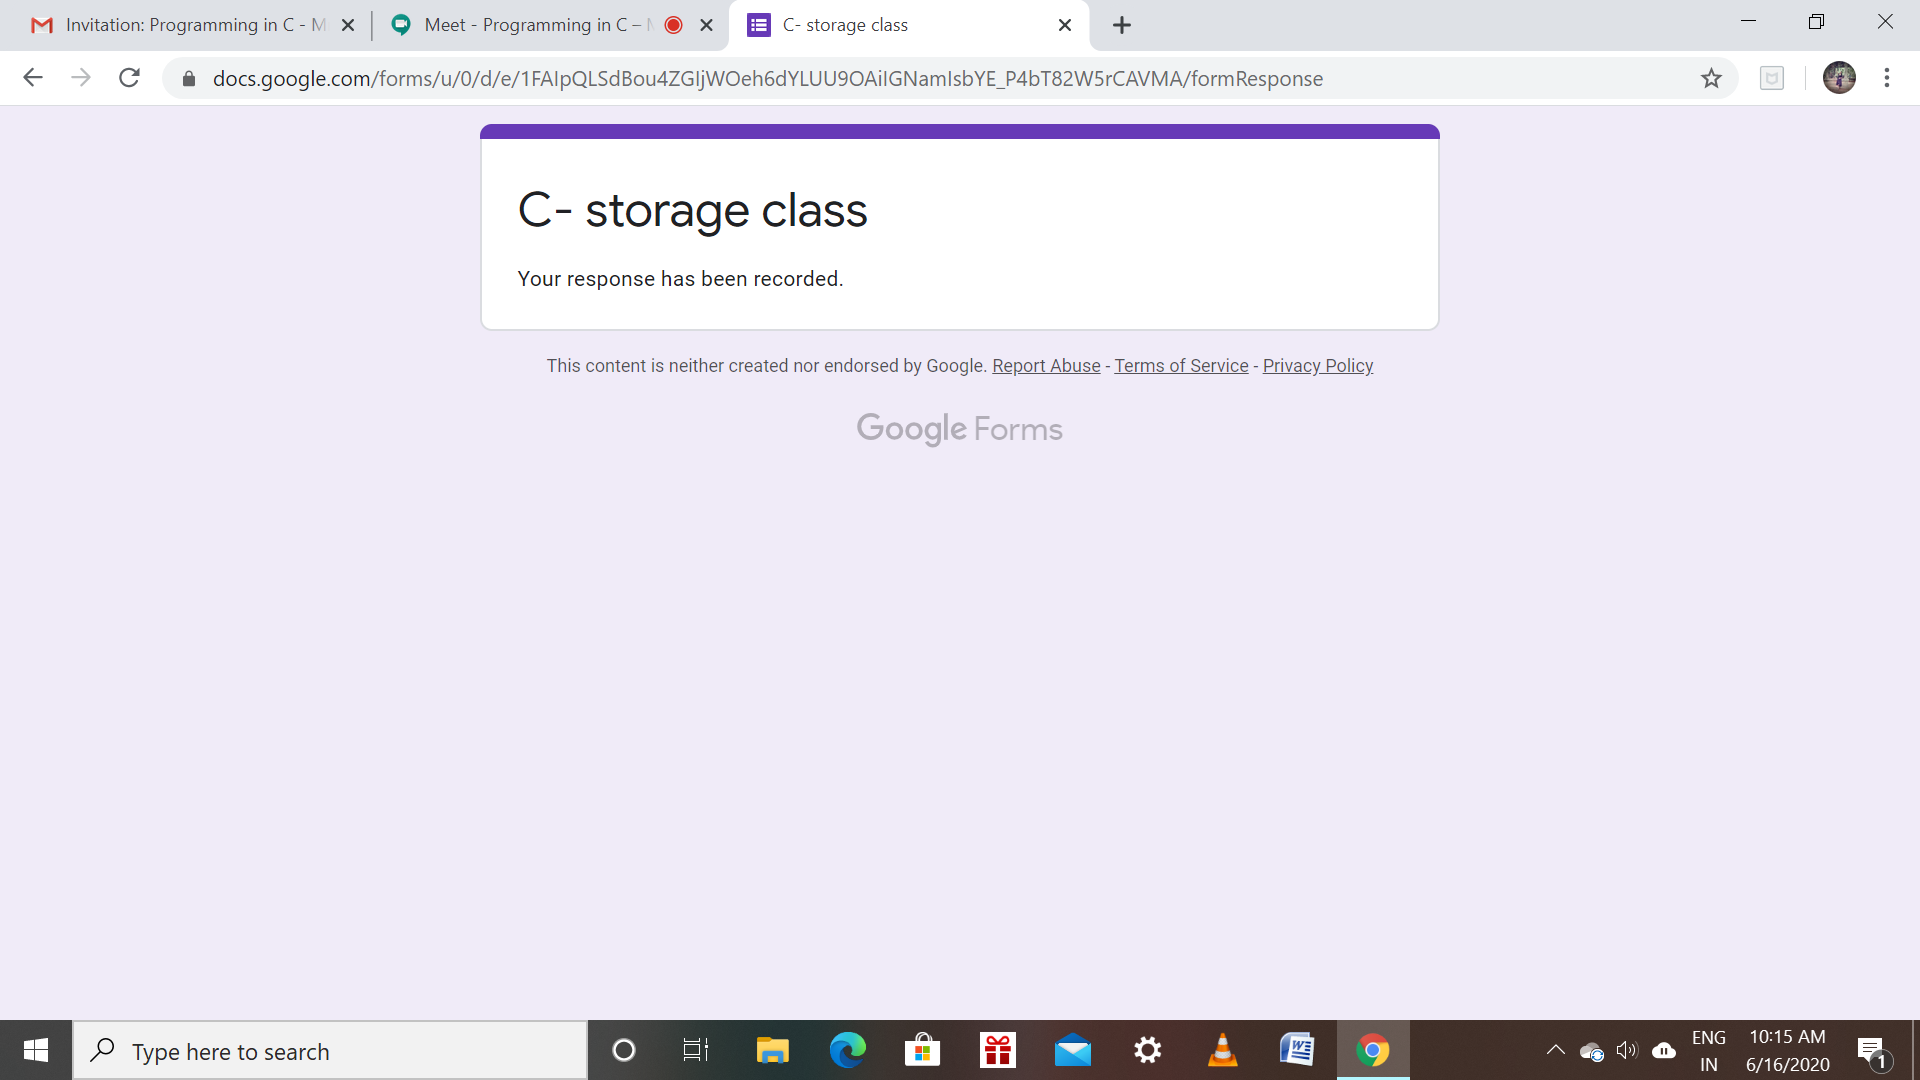 Invitation: Programming in C - M
Meet - Programming in C –
C- storage class
docs.google.com/forms/u/0/d/e/1FAIpQLSdBou4ZGIjWOeh6dYLUU9OAiIGNamIsbYE_P4bT82W5rCAVMA/formResponse
C- storage class
Your response has been recorded.
This content is neither created nor endorsed by Google. Report Abuse - Terms of Service - Privacy Policy
Google Forms
Type here to search
ENG
IN
10:15 AM
6/16/2020
1